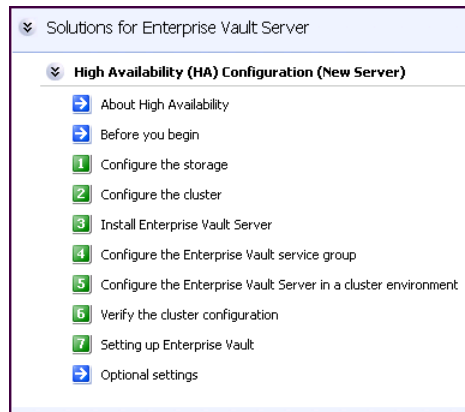 Solutions for Enterprise Vault Server
High Availability (HA) Configuration (New Server)
About High Availability
Before you begin
1 Configure the storage
2 Configure the cluster
3 Install Enterprise Vault Server
4 Configure the Enterprise Vault service group
5 Configure the Enterprise Vault Server in a cluster environment
6 Verify the cluster configuration
7 Setting up Enterprise Vault
Optional settings